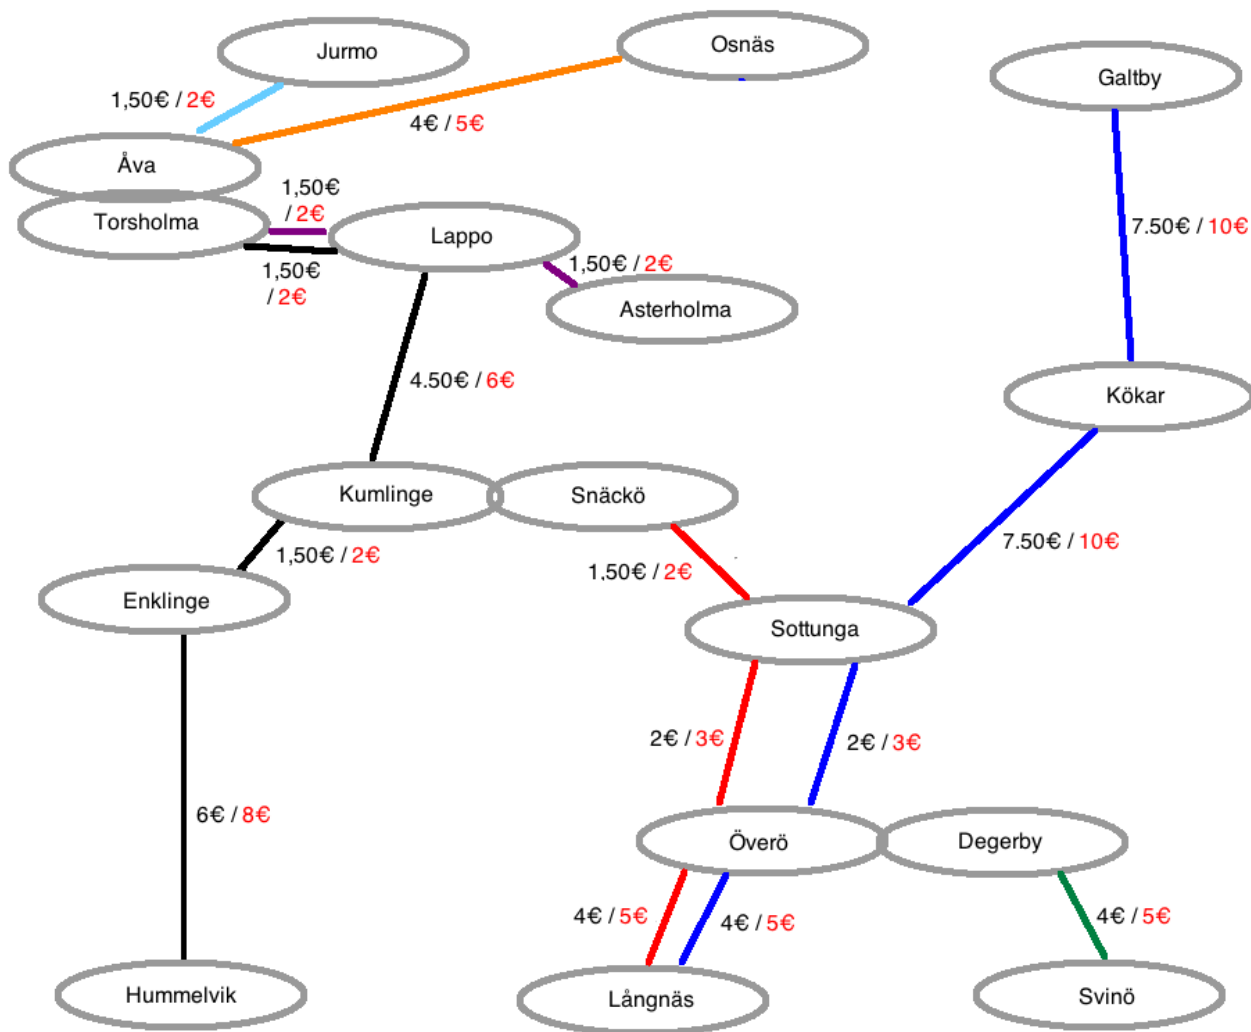 Jurmo
Osnäs
Galtby
1,50€ / 2€
4€ / 5€
Åva
1,50€
/ 2€
Torsholma
Lappo
7.50€ / 10€
1,50€
/ 2€
1,50€ / 2€
Asterholma
4.50€ / 6€
Kökar
Kumlinge
Snäckö
1,50€ / 2€
1,50€ / 2€
7.50€ / 10€
Enklinge
Sottunga
2€ / 3€
2€ / 3€
6€ / 8€
Överö
Degerby
4€ / 5€
4€ / 5€
4€ / 5€
Hummelvik
Långnäs
Svinö